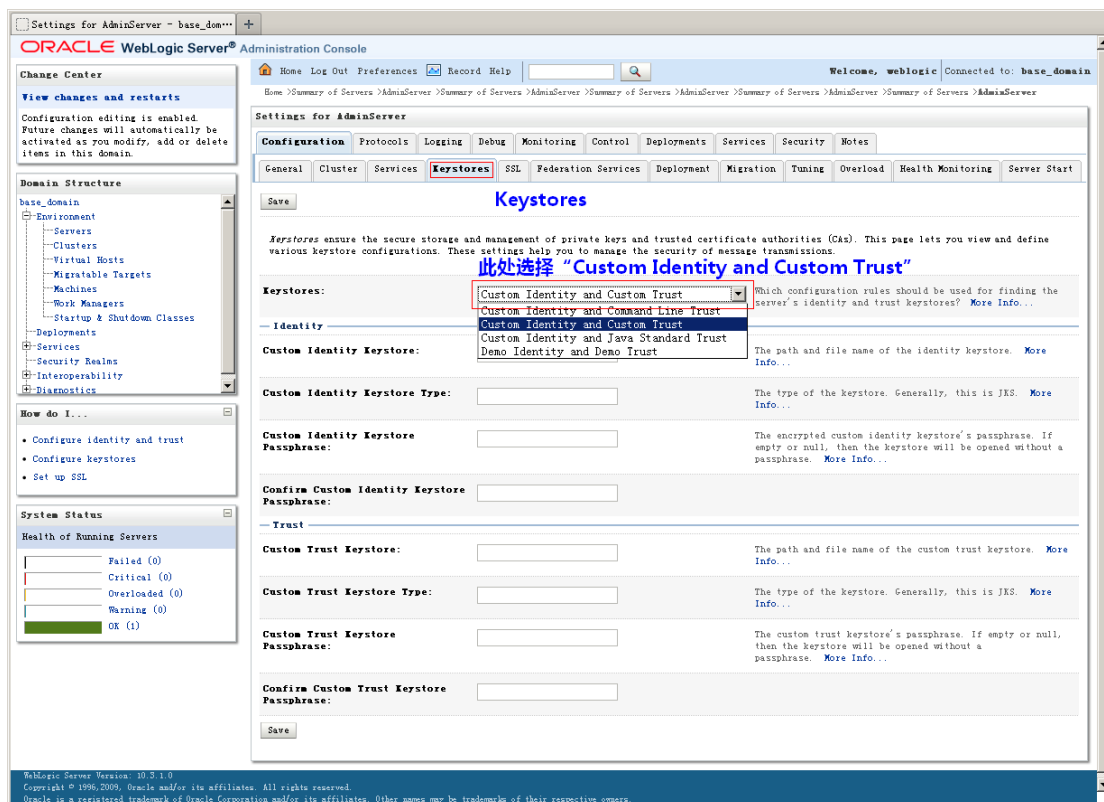 Settings for AdminServer - base_dom…
+
ORACLE WebLogic Server® Administration Console
Change Center
View changes and restarts
Configuration editing is enabled.
Future changes will automatically be
activated as you modify, add or delete
items in this domain.
Domain Structure
base_domain
Environment
Servers
Clusters
Virtual Hosts
Migratable Targets
Machines
Work Managers
Startup & Shutdown Classes
Deployments
Services
Security Realms
Interoperability
Diagnostics
How do I...
• Configure identity and trust
• Configure keystores
• Set up SSL
System Status
Health of Running Servers
Failed (0)
Critical (0)
Overloaded (0)
Warning (0)
OK (1)
Home Log Out Preferences Record Help
Welcome, weblogic Connected to: base_domain
Home >Summary of Servers >AdminServer >Summary of Servers >AdminServer >Summary of Servers >AdminServer >Summary of Servers >AdminServer >Summary of Servers >AdminServer
Settings for AdminServer
Configuration Protocols Logging Debug Monitoring Control Deployments Services Security Notes
General Cluster Services Keystores SSL Federation Services Deployment Migration Tuning Overload Health Monitoring Server Start
Save
Keystores
Keystores ensure the secure storage and management of private keys and trusted certificate authorities (CAs). This page lets you view and define
various keystore configurations. These settings help you to manage the security of message transmissions.
此处选择“Custom Identity and Custom Trust”
Keystores:
Custom Identity and Custom Trust
Which configuration rules should be used for finding the
server's identity and trust keystores? More Info...
Custom Identity and Command Line Trust
Custom Identity and Custom Trust
Custom Identity and Java Standard Trust
Demo Identity and Demo Trust
Identity
Custom Identity Keystore:
The path and file name of the identity keystore. More
Info...
Custom Identity Keystore Type:
The type of the keystore. Generally, this is JKS. More
Info...
Custom Identity Keystore
Passphrase:
The encrypted custom identity keystore's passphrase. If
empty or null, then the keystore will be opened without a
passphrase. More Info...
Confirm Custom Identity Keystore
Passphrase:
Trust
Custom Trust Keystore:
The path and file name of the custom trust keystore. More
Info...
Custom Trust Keystore Type:
The type of the keystore. Generally, this is JKS. More
Info...
Custom Trust Keystore
Passphrase:
The custom trust keystore's passphrase. If empty or null,
then the keystore will be opened without a
passphrase. More Info...
Confirm Custom Trust Keystore
Passphrase:
Save
WebLogic Server Version: 10.3.1.0
Copyright © 1996,2009, Oracle and/or its affiliates. All rights reserved.
Oracle is a registered trademark of Oracle Corporation and/or its affiliates. Other names may be trademarks of their respective owners.